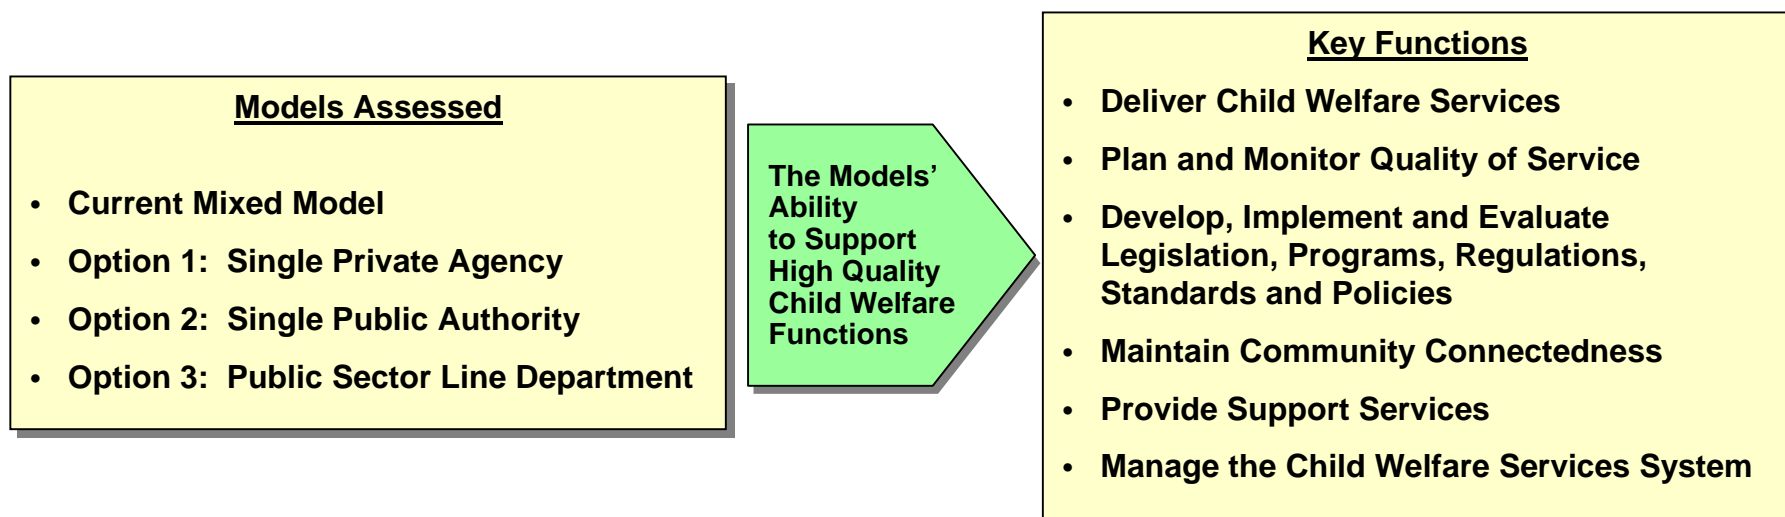 Models Assessed
• Current Mixed Model
• Option 1: Single Private Agency
• Option 2: Single Public Authority
• Option 3: Public Sector Line Department
The Models’
Ability
to Support
High Quality
Child Welfare
Functions
Key Functions
• Deliver Child Welfare Services
• Plan and Monitor Quality of Service
• Develop, Implement and Evaluate
Legislation, Programs, Regulations,
Standards and Policies
• Maintain Community Connectedness
• Provide Support Services
• Manage the Child Welfare Services System